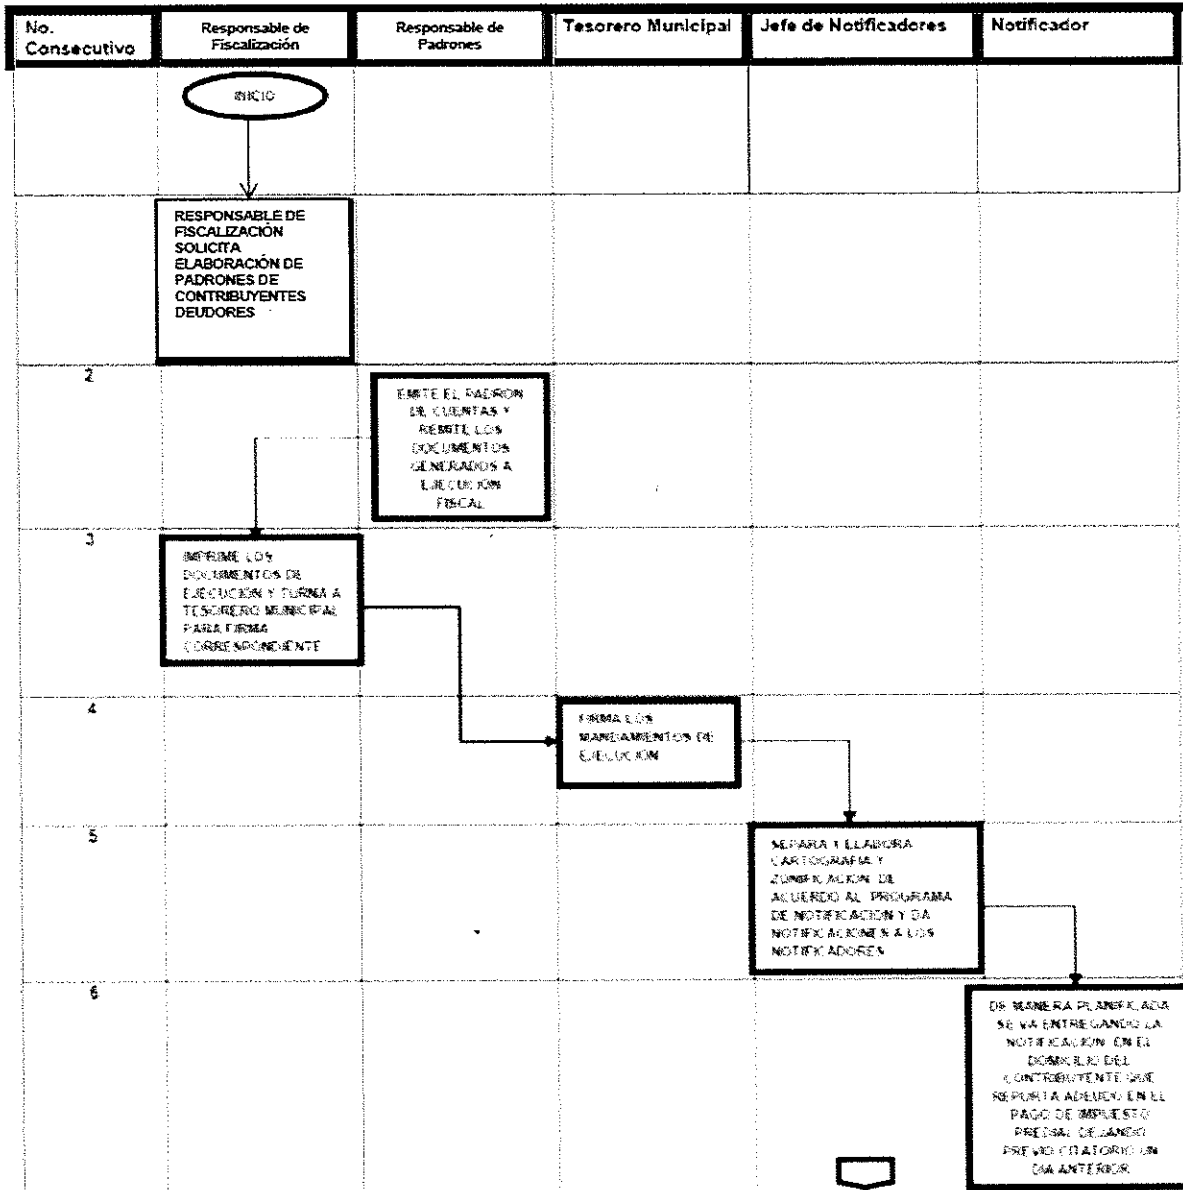 No.
Consecutivo
Responsable de
Fiscalización
Responsable de
Padrones
Tesorero Municipal
Jefe de Notificadores
Notificador
INICIO
RESPONSABLE DE
FISCALIZACIÓN
SOLICITA
ELABORACIÓN DE
PADRONES DE
CONTRIBUYENTES
DEUDORES
2
EMITE EL PADRON
DE CUENTAS Y
REMITE LOS
DOCUMENTOS
GENERADOS A
EJECUCIÓN
FISCAL
3
IMPRIME LOS
DOCUMENTOS DE
EJECUCIÓN Y TURNA A
TESORERO MUNICIPAL
PARA FIRMA
CORRESPONDIENTE
4
FIRMA LOS
MANDAMIENTOS DE
EJECUCIÓN
5
SEPARA Y ELABORA
CARTOGRAFIA Y
ZONIFICACION DE
ACUERDO AL PROGRAMA
DE NOTIFICACION Y DA
NOTIFICACIONES A LOS
NOTIFICADORES
6
DE MANERA PLANIFICADA
SE VA ENTREGANDO LA
NOTIFICACION EN EL
DOMICILIO DEL
CONTRIBUYENTE QUE
REPORTA ADEUDO EN EL
PAGO DE IMPUESTO
PREDIAL DEJANDO
PREVIO CITATORIO UN
DIA ANTERIOR